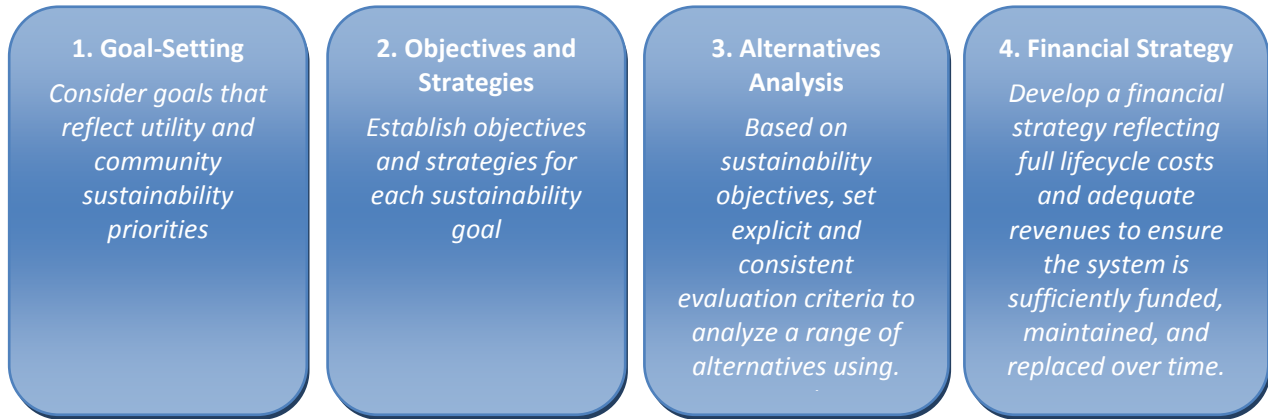 1. Goal-Setting
Consider goals that
reflect utility and
community
sustainability
priorities
2. Objectives and
Strategies
Establish objectives
and strategies for
each sustainability
goal
3. Alternatives
Analysis
Based on
sustainability
objectives, set
explicit and
consistent
evaluation criteria to
analyze a range of
alternatives using.
4. Financial Strategy
Develop a financial
strategy reflecting
full lifecycle costs
and adequate
revenues to ensure
the system is
sufficiently funded,
maintained, and
replaced over time.